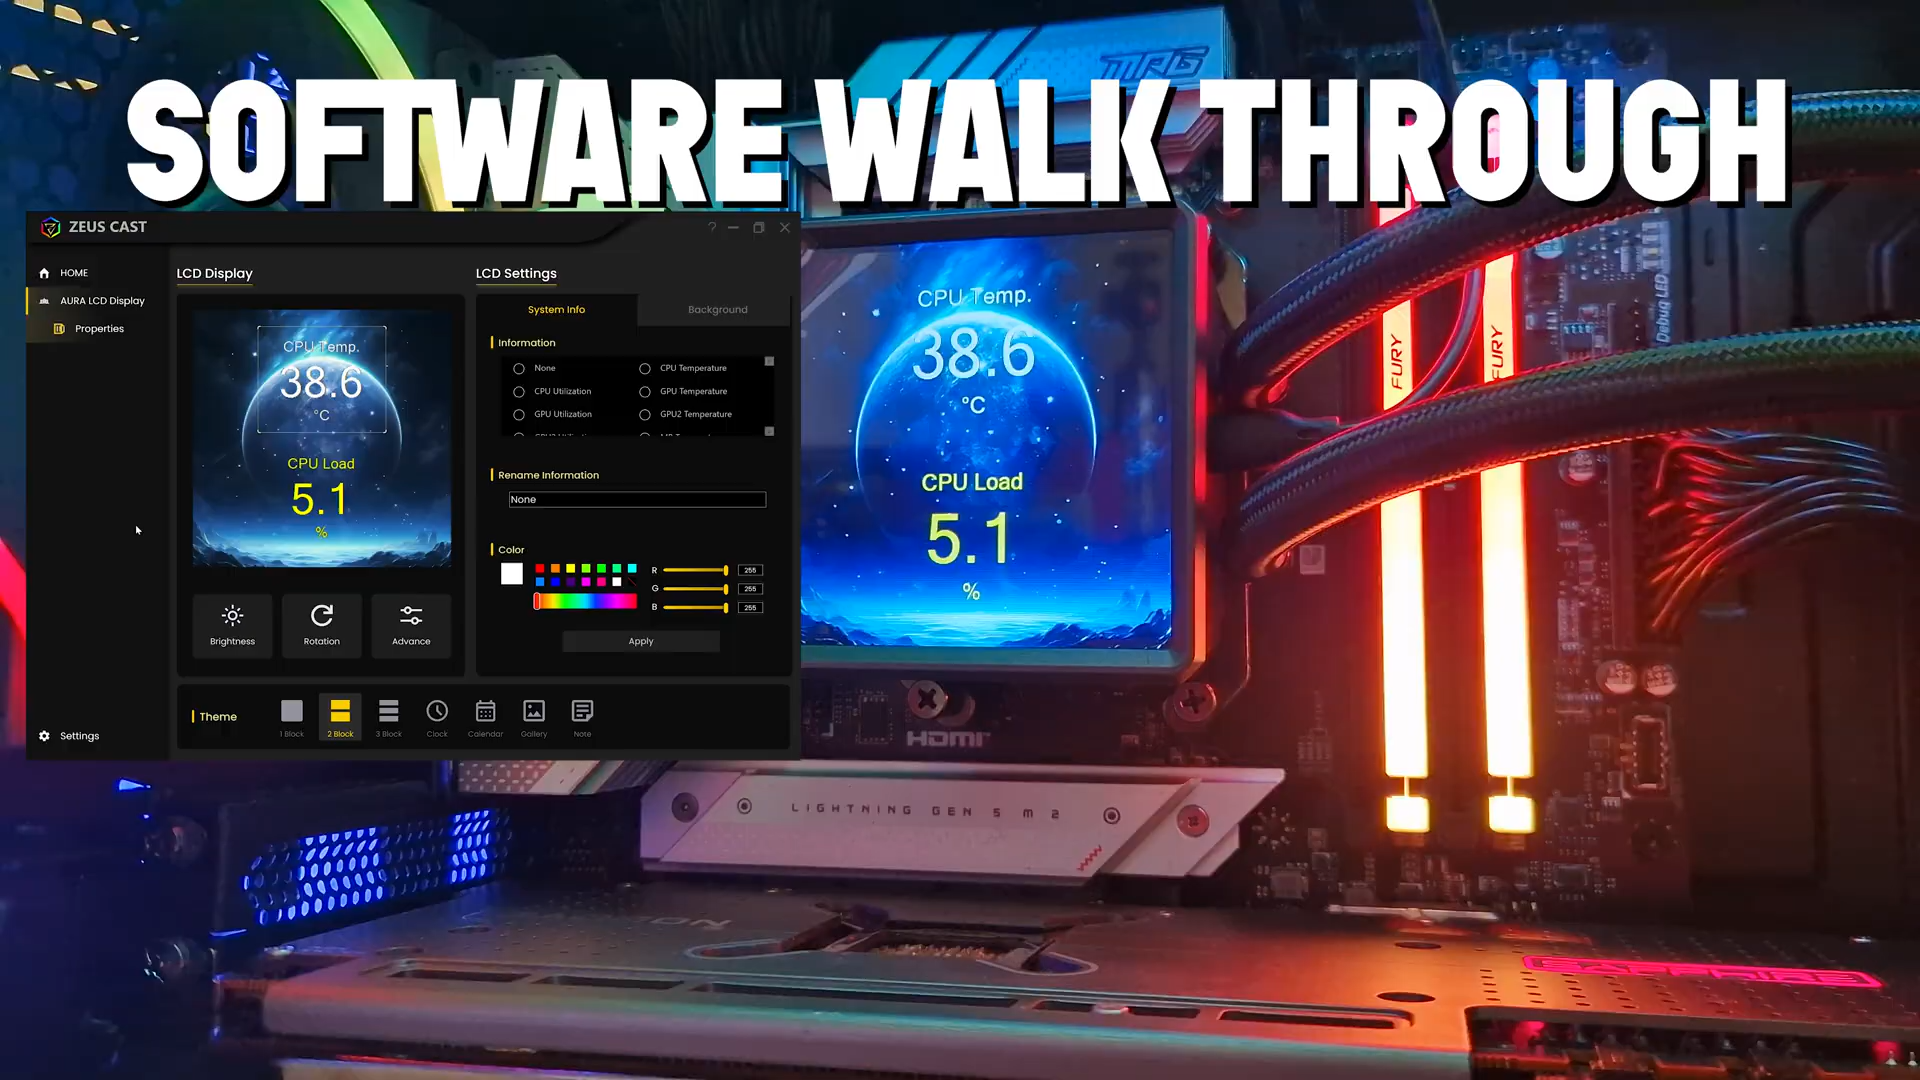 SOFTWARE WALK THROUGH
MPG
ZEUS CAST
?
HOME
AURA LCD Display
Properties
Settings
LCD Display
CPU Temp.
38.6
°C
CPU Load
5.1
%
Brightness
Rotation
Advance
LCD Settings
System Info
Background
Information
None
CPU Temperature
CPU Utilization
GPU Temperature
GPU Utilization
GPU2 Temperature
Rename Information
None
Color
R
255
G
255
B
255
Apply
Theme
1 Block
2 Block
3 Block
Clock
Calendar
Gallery
Note
CPU Temp.
38.6
°C
CPU Load
5.1
%
FURY
FURY
Debug LED
HDMI
LIGHTNING GEN 5 M 2
SAPPHIRE